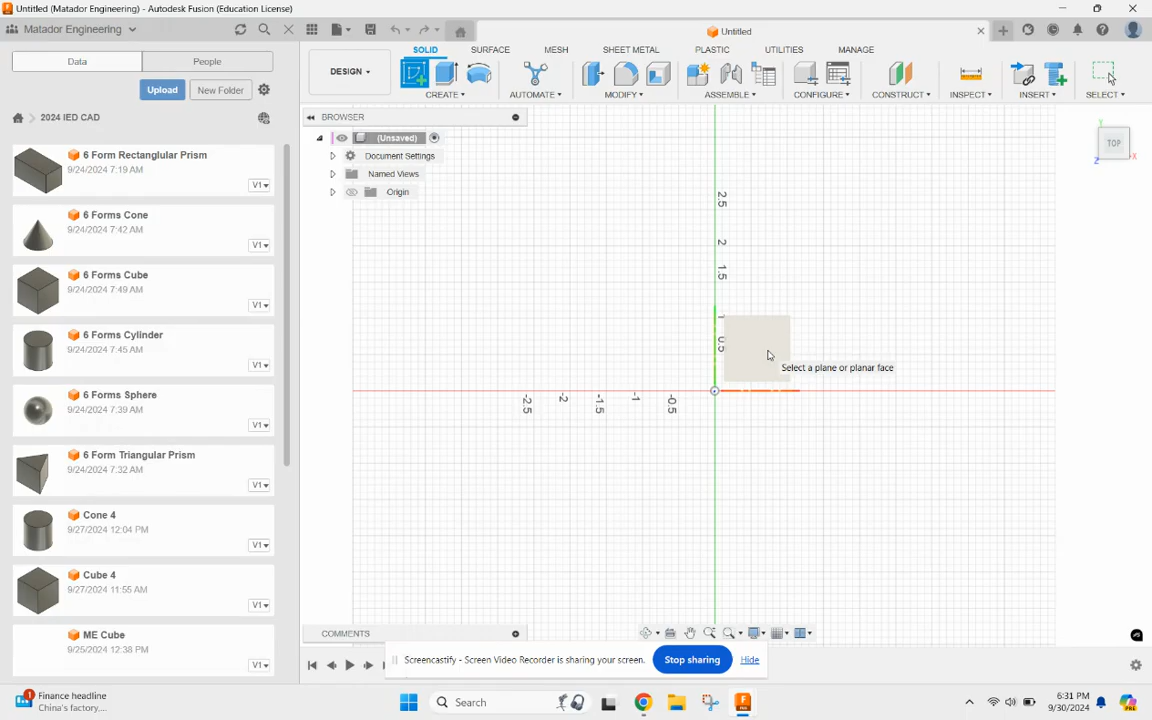 Untitled (Matador Engineering) - Autodesk Fusion (Education License)
Matador Engineering
Untitled
Data
People
Upload
New Folder
2024 IED CAD
6 Form Rectanglular Prism
9/24/2024 7:19 AM
V1
6 Forms Cone
9/24/2024 7:42 AM
V1
6 Forms Cube
9/24/2024 7:49 AM
V1
6 Forms Cylinder
9/24/2024 7:45 AM
V1
6 Forms Sphere
9/24/2024 7:39 AM
V1
6 Form Triangular Prism
9/24/2024 7:32 AM
V1
Cone 4
9/27/2024 12:04 PM
V1
Cube 4
9/27/2024 11:55 AM
V1
ME Cube
9/25/2024 12:38 PM
V1
SOLID SURFACE MESH SHEET METAL PLASTIC UTILITIES MANAGE
DESIGN
CREATE AUTOMATE MODIFY ASSEMBLE CONFIGURE CONSTRUCT INSPECT INSERT SELECT
BROWSER
(Unsaved)
Document Settings
Named Views
Origin
TOP
Y
Z
X
2.5
2
1.5
1
0.5
-2.5 -2 -1.5 -1 -0.5
Select a plane or planar face
COMMENTS
Screencastify - Screen Video Recorder is sharing your screen.
Stop sharing
Hide
1
Finance headline
China's factory,...
Search
FUS
6:31 PM
9/30/2024
PRE